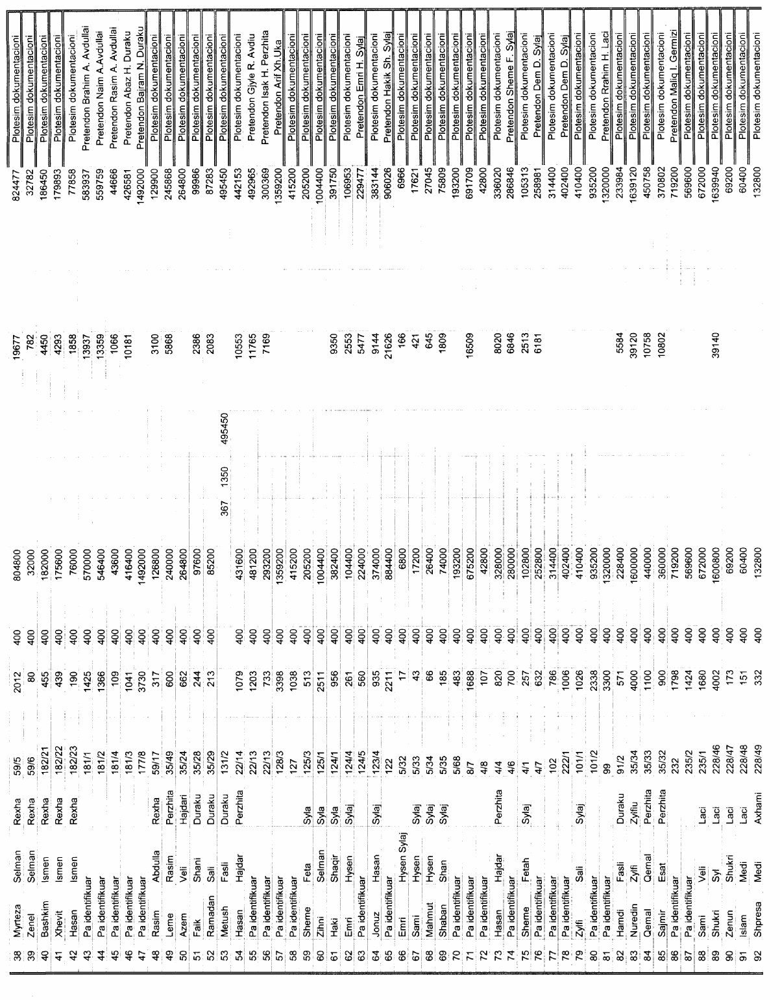 38 Myrteza Selman Rexha 59/5 2012 400 804800 19677 824477 Plotesim dokumentacioni
39 Zenel Selman Rexha 59/6 80 400 32000 782 32782 Plotesim dokumentacioni
40 Bashkim Ismen Rexha 182/21 455 400 182000 4450 186450 Plotesim dokumentacioni
41 Xhevit Ismen Rexha 182/22 439 400 175600 4293 179893 Plotesim dokumentacioni
42 Hasan Ismen Rexha 182/23 190 400 76000 1858 77858 Plotesim dokumentacioni
43 Pa identifikuar 181/1 1425 400 570000 13937 583937 Pretendon Brahim A. Avdullai
44 Pa identifikuar 181/2 1366 400 546400 13359 559759 Pretendon Naim A.Avdullai
45 Pa identifikuar 181/4 109 400 43600 1066 44666 Pretendon Rasim A. Avdullai
46 Pa identifikuar 181/3 1041 400 416400 10181 426581 Pretendon Abaz H. Duraku
47 Pa identifikuar 177/8 3730 400 1492000 1492000 Pretendon Bajram N. Duraku
48 Rasim Abdulla Rexha 59/17 317 400 126800 3100 129900 Plotesim dokumentacioni
49 Leme Rasim Perzhita 35/49 600 400 240000 5868 245868 Plotesim dokumentacioni
50 Azem Veli Hajdari 35/24 662 400 264800 264800 Plotesim dokumentacioni
51 Faik Shani Duraku 35/28 244 400 97600 2386 99986 Plotesim dokumentacioni
52 Ramadan Sali Duraku 35/29 213 400 85200 2083 87283 Plotesim dokumentacioni
53 Metush Fasli Duraku 131/2 367 1350 495450 495450 Plotesim dokumentacioni
54 Hasan Hajdar Perzhita 22/14 1079 400 431600 10553 442153 Plotesim dokumentacioni
55 Pa identifikuar 22/13 1203 400 481200 11765 492965 Pretendon Gjyle R. Avdiu
56 Pa identifikuar 22/13 733 400 293200 7169 300369 Pretendon Isak H. Perzhita
57 Pa identifikuar 128/3 3398 400 1359200 1359200 Pretendon Arif Xh.Uka
58 Pa identifikuar 127 1038 400 415200 415200 Plotesim dokumentacioni
59 Sheme Feta Syla 125/3 513 400 205200 205200 Plotesim dokumentacioni
60 Zihni Selman Syla 125/1 2511 400 1004400 1004400 Plotesim dokumentacioni
61 Haki Shaqir Syla 124/1 956 400 382400 9350 391750 Plotesim dokumentacioni
62 Emri Hysen Sylaj 124/4 261 400 104400 2553 106953 Plotesim dokumentacioni
63 Pa identifikuar 124/5 560 400 224000 5477 229477 Pretendon Emri H. Sylaj
64 Jonuz Hasan Sylaj 123/4 935 400 374000 9144 383144 Plotesim dokumentacioni
65 Pa identifikuar 122 2211 400 884400 21626 906026 Pretendon Hakik Sh. Sylaj
66 Emri Hysen Sylaj 5/32 17 400 6800 166 6966 Plotesim dokumentacioni
67 Sami Hysen Sylaj 5/33 43 400 17200 421 17621 Plotesim dokumentacioni
68 Mahmut Hysen Sylaj 5/34 66 400 26400 645 27045 Plotesim dokumentacioni
69 Shaban Shan Sylaj 5/35 185 400 74000 1809 75809 Plotesim dokumentacioni
70 Pa identifikuar 5/68 483 400 193200 193200 Plotesim dokumentacioni
71 Pa identifikuar 8/7 1688 400 675200 16509 691709 Plotesim dokumentacioni
72 Pa identifikuar 4/8 107 400 42800 42800 Plotesim dokumentacioni
73 Hasan Hajdar Perzhita 4/4 820 400 328000 8020 336020 Plotesim dokumentacioni
74 Pa identifikuar 4/6 700 400 280000 6846 286846 Pretendon Sheme F. Sylaj
75 Sheme Fetah Sylaj 4/1 257 400 102800 2513 105313 Plotesim dokumentacioni
76 Pa identifikuar 4/7 632 400 252800 6181 258981 Pretendon Dem D. Sylaj
77 Pa identifikuar 102 786 400 314400 314400 Plotesim dokumentacioni
78 Pa identifikuar 222/1 1006 400 402400 402400 Pretendon Dem D. Sylaj
79 Zylfi Sali Sylaj 101/1 1026 400 410400 410400 Plotesim dokumentacioni
80 Pa identifikuar 101/2 2338 400 935200 935200 Plotesim dokumentacioni
81 Pa identifikuar 99 3300 400 1320000 1320000 Pretendon Rrahim H. Laci
82 Hamdi Fasli Duraku 91/2 571 400 228400 5584 233984 Plotesim dokumentacioni
83 Nuredin Zylfi Zylfiu 35/34 4000 400 1600000 39120 1639120 Plotesim dokumentacioni
84 Qemal Qemal Perzhita 35/33 1100 400 440000 10758 450758 Plotesim dokumentacioni
85 Sajmir Esat Perzhita 35/32 900 400 360000 10802 370802 Plotesim dokumentacioni
86 Pa identifikuar 232 1798 400 719200 719200 Pretendon Maliq I. Germizi
87 Pa identifikuar 235/2 1424 400 569600 569600 Plotesim dokumentacioni
88 Sami Veli Laci 235/1 1680 400 672000 672000 Plotesim dokumentacioni
89 Shukri Syl Laci 228/46 4002 400 1600800 39140 1639940 Plotesim dokumentacioni
90 Zenun Shukri Laci 228/47 173 400 69200 69200 Plotesim dokumentacioni
91 Islam Medi Laci 228/48 151 400 60400 60400 Plotesim dokumentacioni
92 Shpresa Medi Axhami 228/49 332 400 132800 132800 Plotesim dokumentacioni